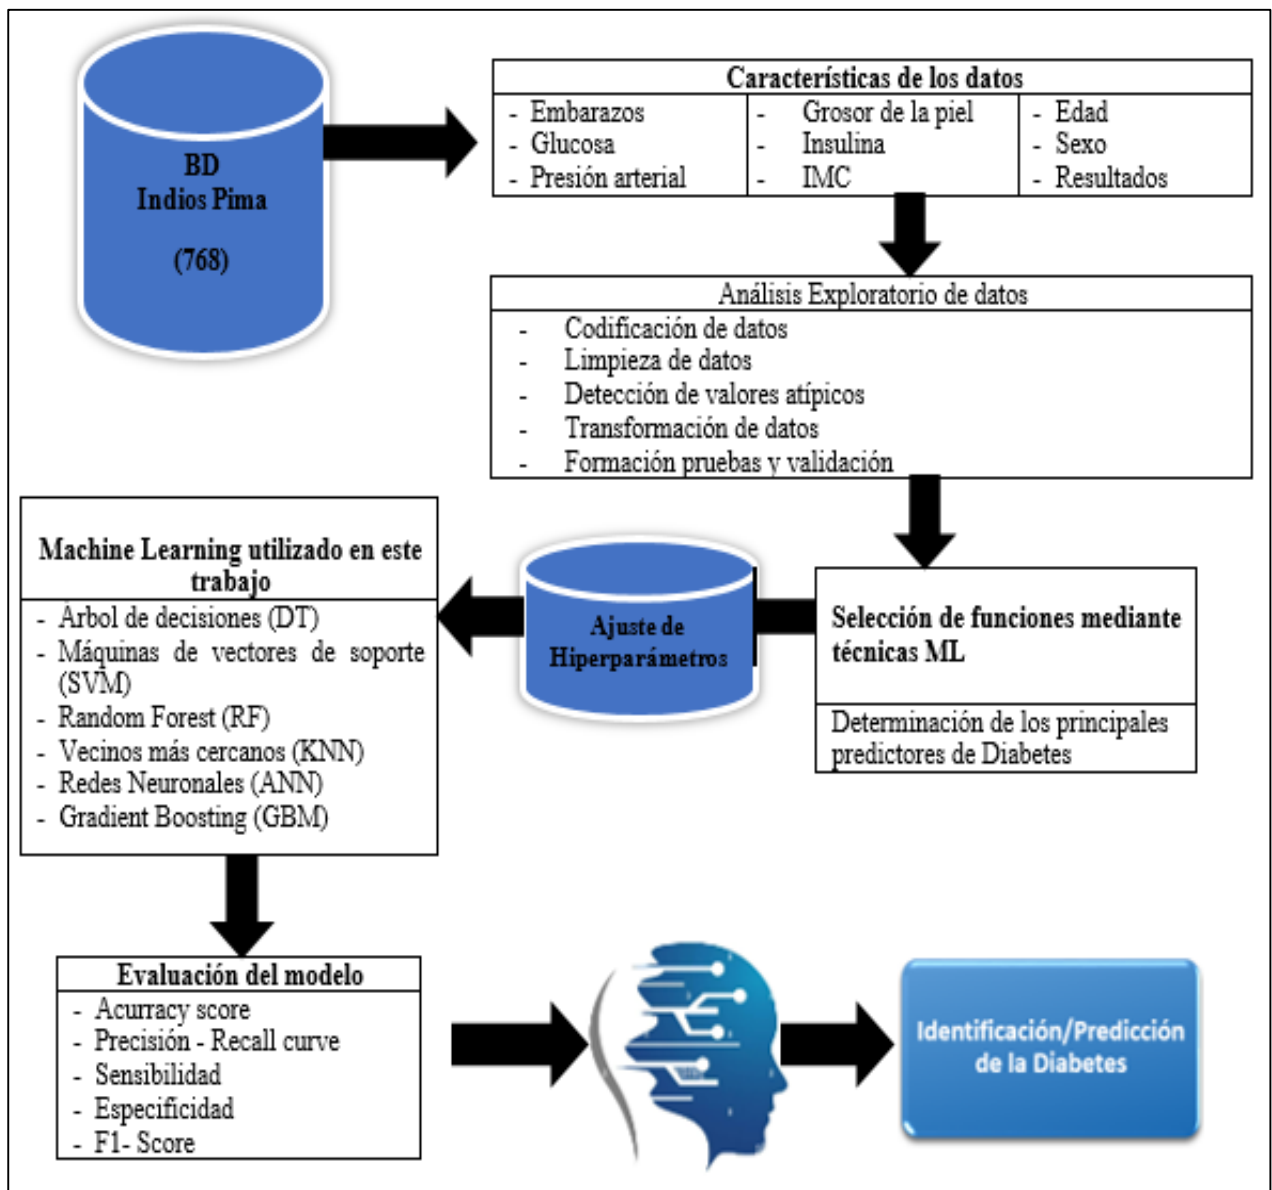 BD
Indios Pima
(768)
Características de los datos
- Embarazos
- Glucosa
- Presión arterial
- Grosor de la piel
- Insulina
- IMC
- Edad
- Sexo
- Resultados
Análisis Exploratorio de datos
- Codificación de datos
- Limpieza de datos
- Detección de valores atípicos
- Transformación de datos
- Formación pruebas y validación
Selección de funciones mediante
técnicas ML
Determinación de los principales
predictores de Diabetes
Ajuste de
Hiperparámetros
Machine Learning utilizado en este
trabajo
- Árbol de decisiones (DT)
- Máquinas de vectores de soporte
(SVM)
- Random Forest (RF)
- Vecinos más cercanos (KNN)
- Redes Neuronales (ANN)
- Gradient Boosting (GBM)
Evaluación del modelo
- Acurracy score
- Precisión - Recall curve
- Sensibilidad
- Especificidad
- F1- Score
Identificación/Predicción
de la Diabetes